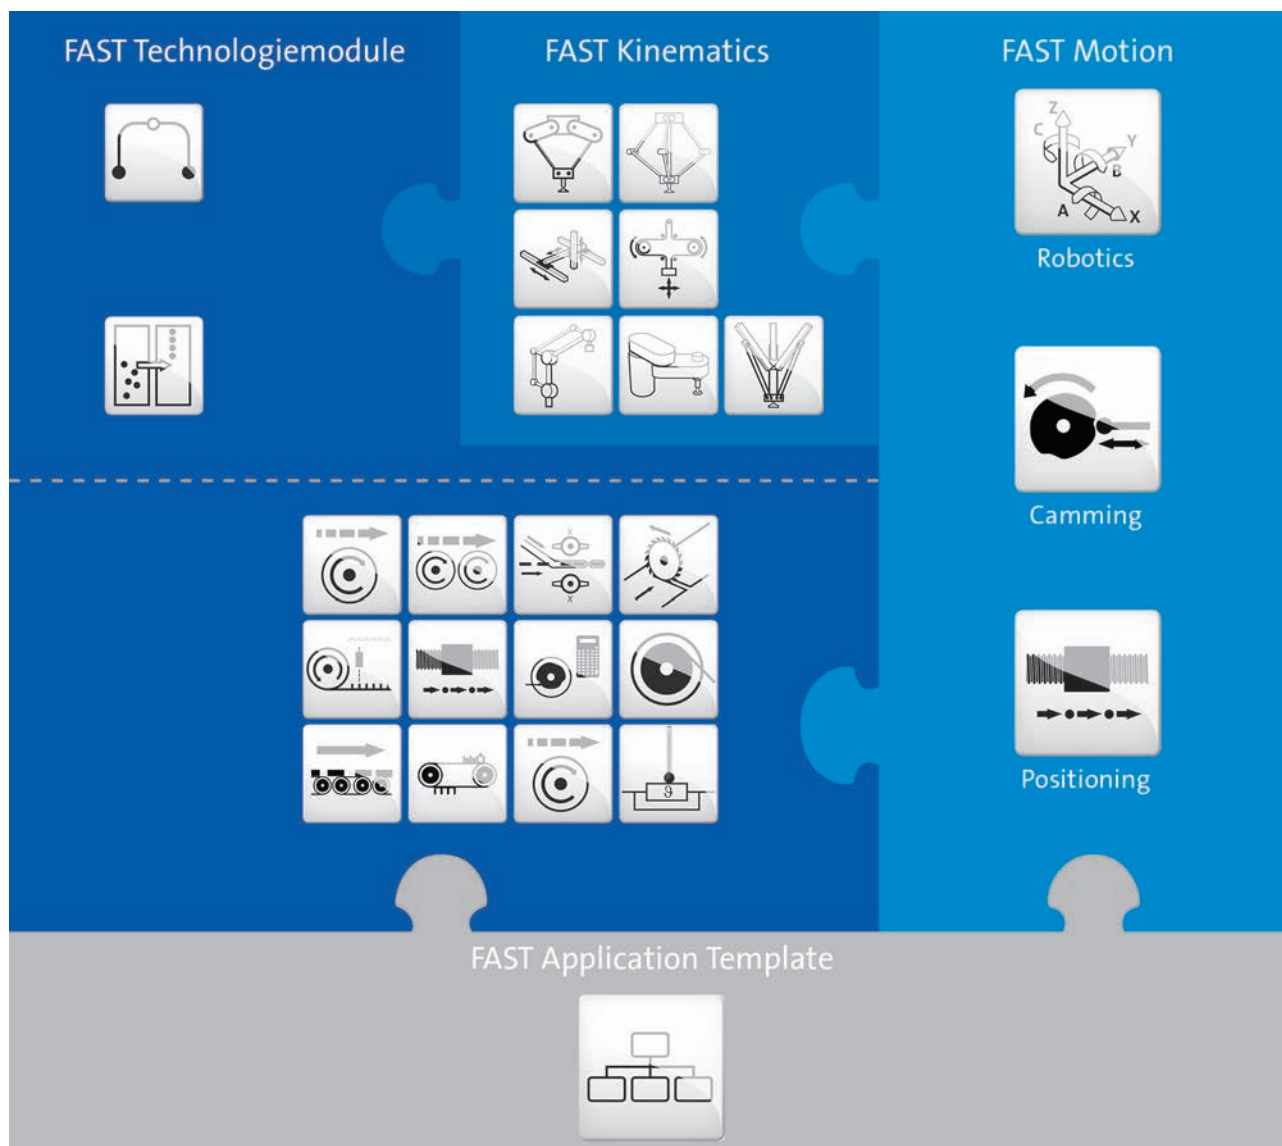 FAST Technologiemodule
FAST Kinematics
FAST Motion
Z
C
Y
B
A
X
Robotics
Camming
Y
X
Positioning
ϑ
FAST Application Template